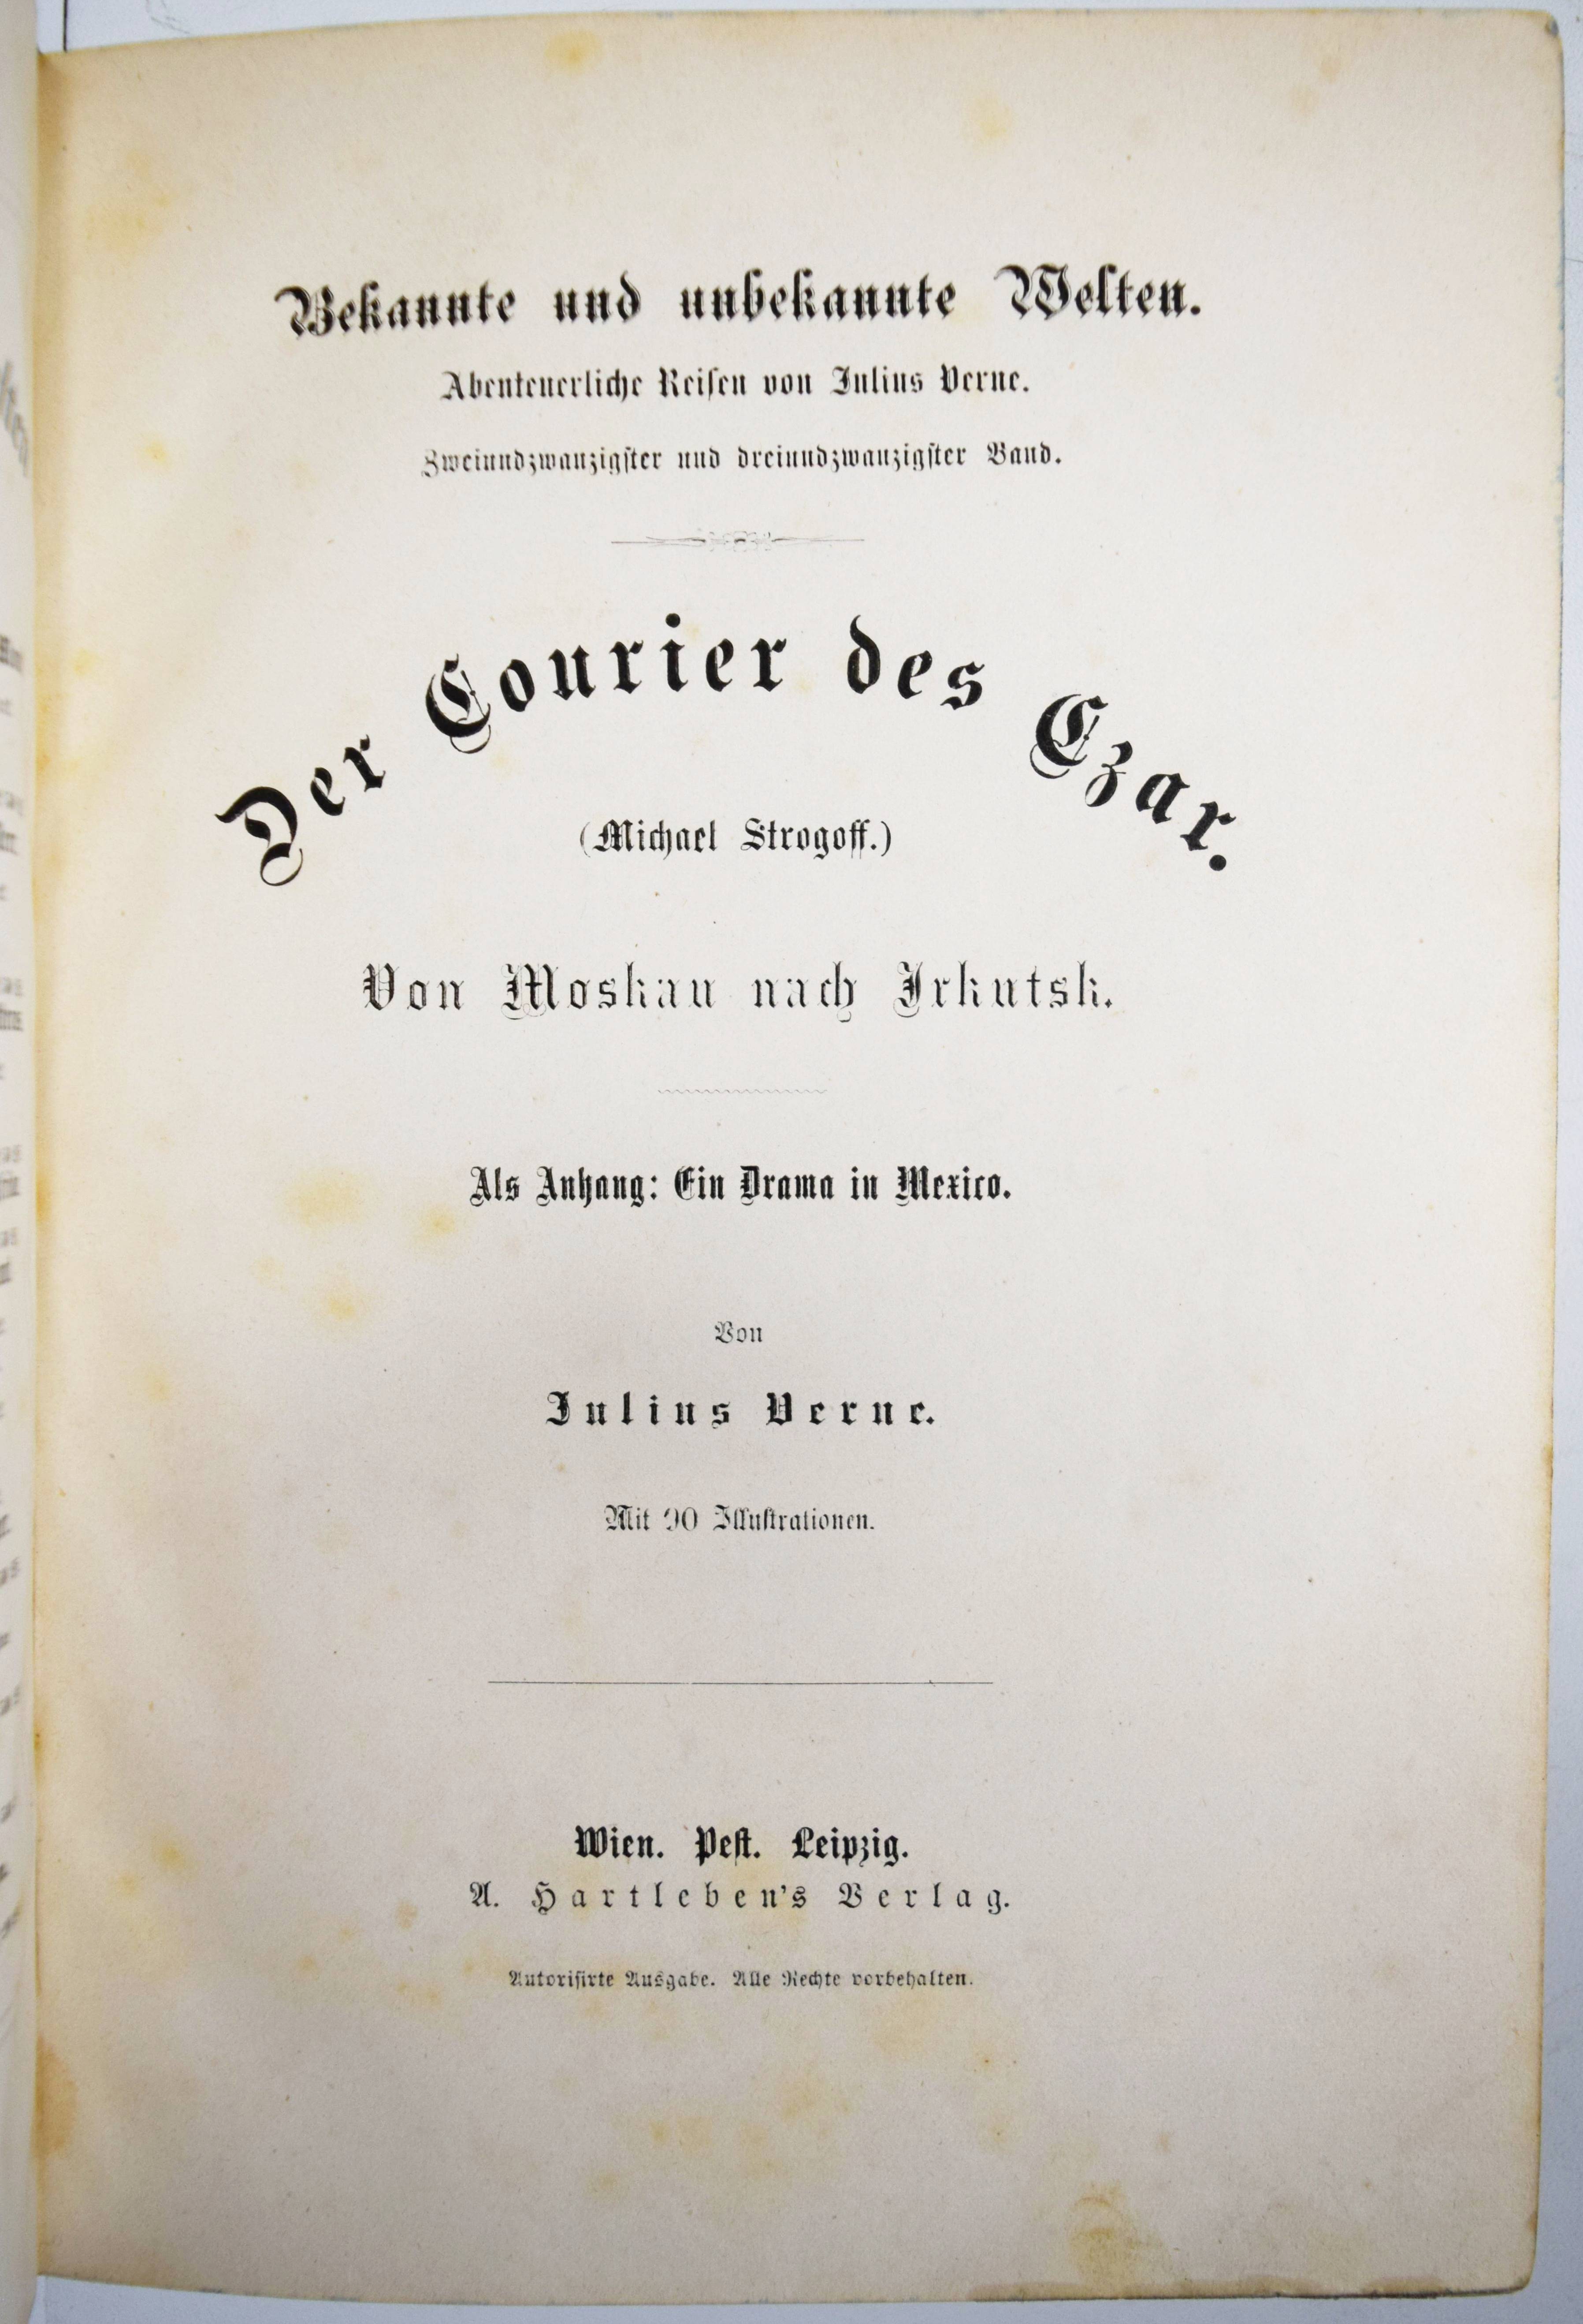 Bekannte und unbekannte Welten.
Abenteuerliche Reisen von Julius Verne.
Zweiundzwanzigster und dreiundzwanzigster Band.
Der Courier des Czar.
(Michael Strogoff.)
Von Moskau nach Irkutsk.
Als Anhang: Ein Drama in Mexico.
Von
Julius Verne.
Mit 90 Illustrationen.
Wien. Pest. Leipzig.
A. Hartleben's Verlag.
Autorisirte Ausgabe. Alle Rechte vorbehalten.